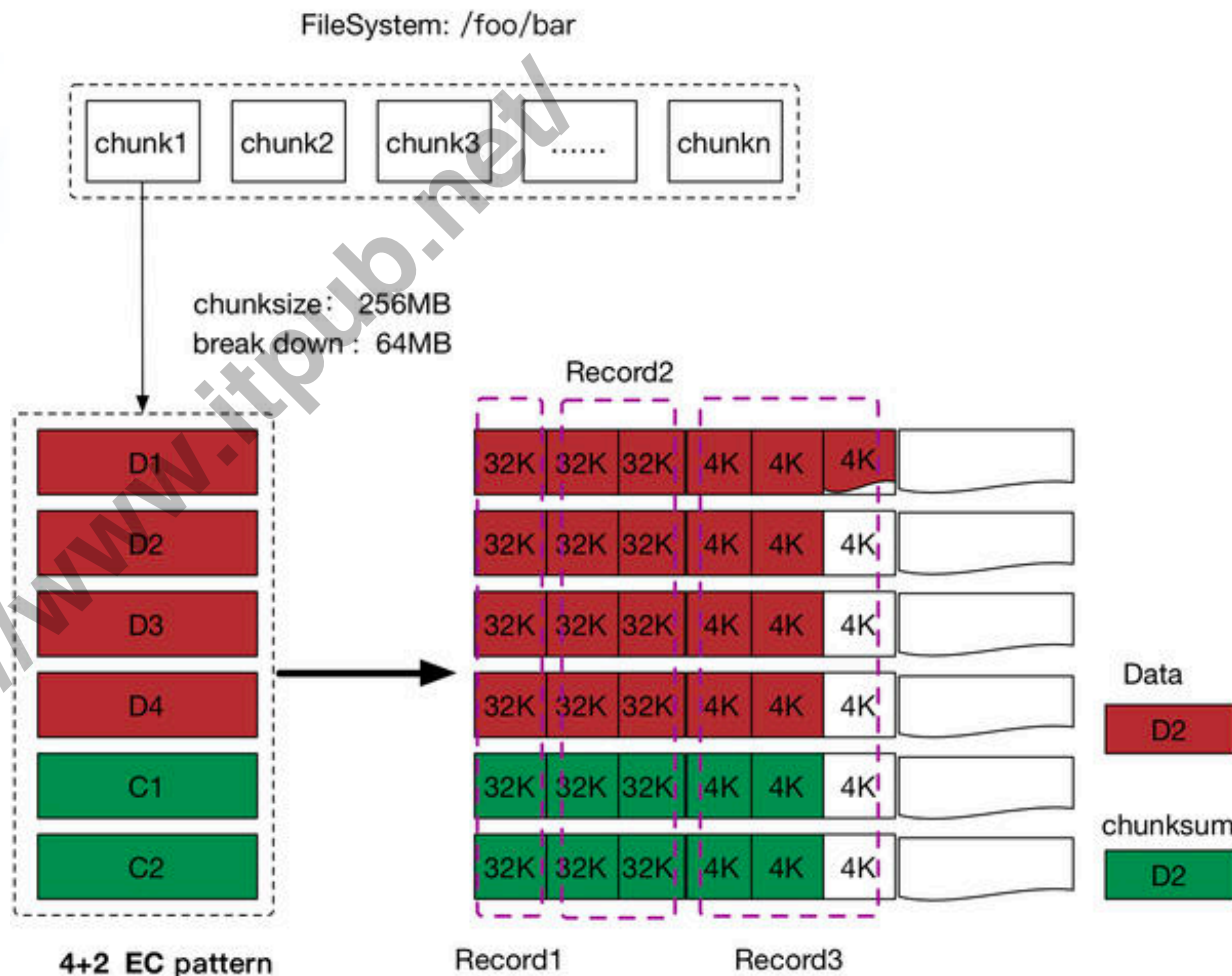 FileSystem: /foo/bar
chunk1 chunk2 chunk3 ...... chunkn
chunksize: 256MB
break down : 64MB
Record2
D1 32K 32K 32K 4K 4K 4K
D2 32K 32K 32K 4K 4K 4K
D3 32K 32K 32K 4K 4K 4K
Data
D4 32K 32K 32K 4K 4K 4K
D2
C1 32K 32K 32K 4K 4K 4K
chunksum
C2 32K 32K 32K 4K 4K 4K
D2
4+2 EC pattern Record1 Record3
//www.itpub.net/